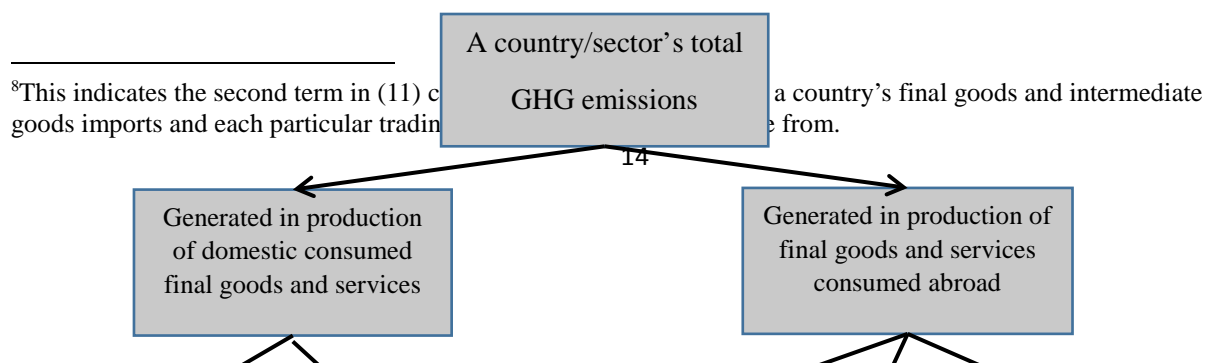 A country/sector’s total
GHG emissions
⁸This indicates the second term in (11) c a country’s final goods and intermediate
goods imports and each particular tradin e from.
14
Generated in production
of domestic consumed
final goods and services
Generated in production of
final goods and services
consumed abroad